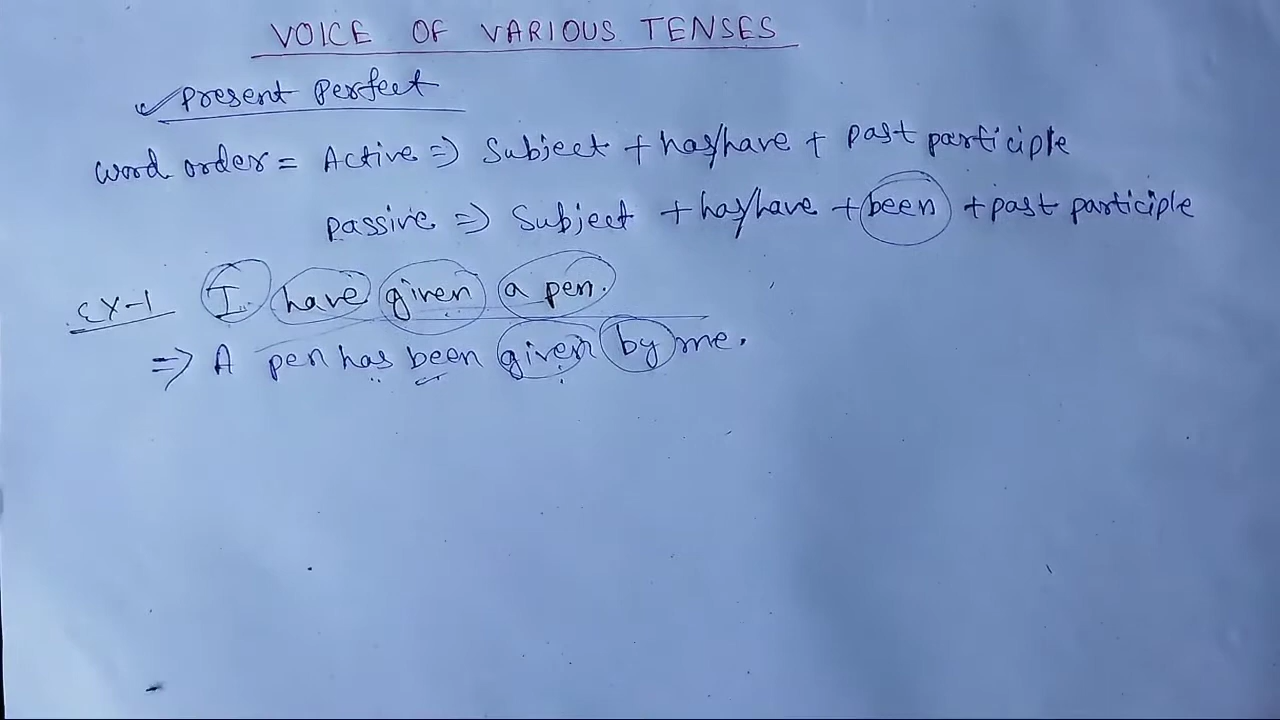 VOICE OF VARIOUS TENSES
Present Perfect
word order = Active => Subject + has/have + Past participle
passive => Subject + has/have + been + past participle
EX-1 I have given a pen.
=> A pen has been given by me.